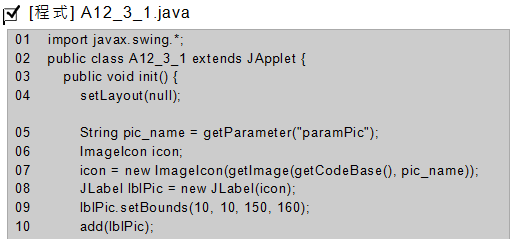 [程式] A12_3_1.java
01 import javax.swing.*;
02 public class A12_3_1 extends JApplet {
03 public void init() {
04 setLayout(null);
05 String pic_name = getParameter("paramPic");
06 ImageIcon icon;
07 icon = new ImageIcon(getImage(getCodeBase(), pic_name));
08 JLabel lblPic = new JLabel(icon);
09 lblPic.setBounds(10, 10, 150, 160);
10 add(lblPic);